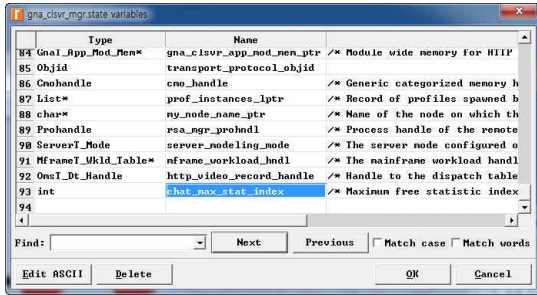 gna_clsvr_mgr.state variables
Type Name
84 GnaT_App_Mod_Mem* gna_clsvr_app_mod_mem_ptr /* Module wide memory for HTTP
85 Objid transport_protocol_objid
86 Cmohandle cmo_handle /* Generic categorized memory h
87 List* prof_instances_lptr /* Record of profiles spawned b
88 char* my_node_name_ptr /* Name of the node on which th
89 Prohandle rsa_mgr_prohndl /* Process handle of the remote
90 ServerT_Mode server_modeling_mode /* The server mode configured o
91 MframeT_Wkld_Table* mframe_workload_hndl /* The mainframe workload handl
92 OmsT_Dt_Handle http_video_record_handle /* Handle to the dispatch table
93 int chat_max_stat_index /* Maximum free statistic index
94
Find: Next Previous Match case Match words
Edit ASCII Delete OK Cancel